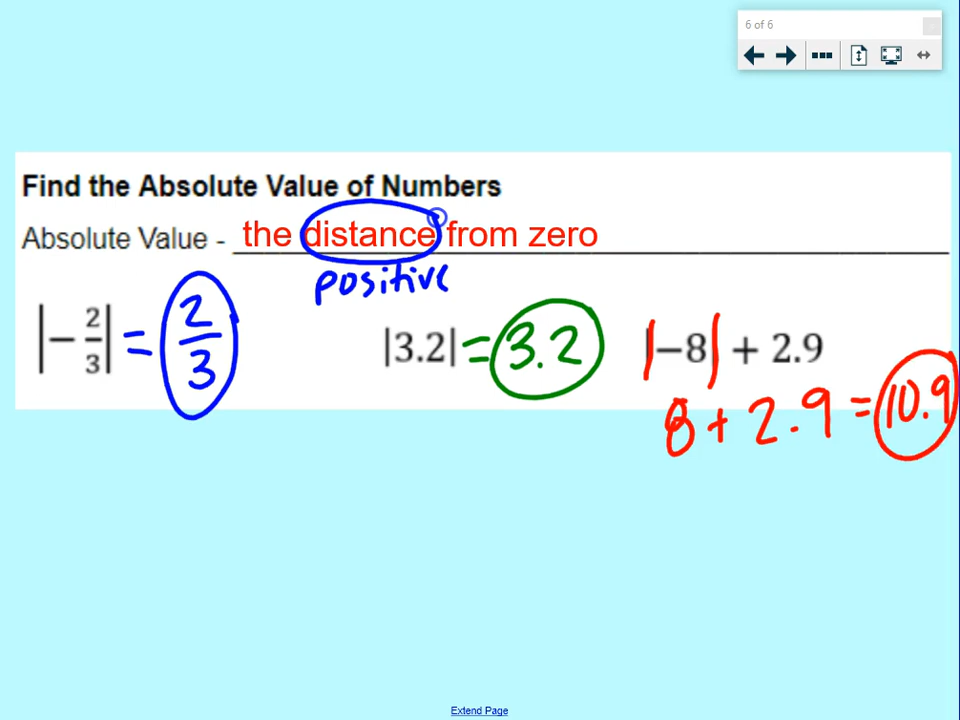 6 of 6
Find the Absolute Value of Numbers
Absolute Value - the distance from zero
positive
|-2/3| = 2/3
|3.2| = 3.2
|-8| + 2.9
8 + 2.9 = 10.9
Extend Page